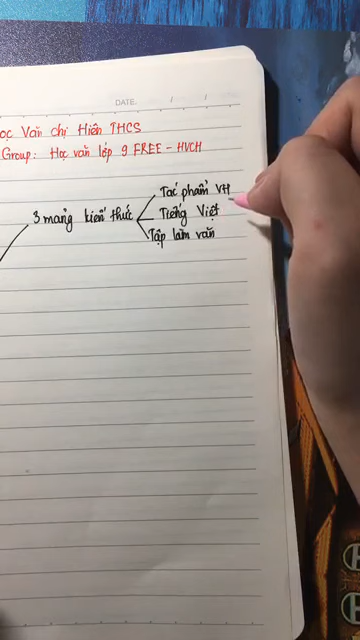 DATE. / /
ọc Văn chị Hiên THCS
Group: Học văn lớp 9 FREE - HVCH
Tác phẩm VH
3 mảng kiến thức
Tiếng Việt
Tập làm văn